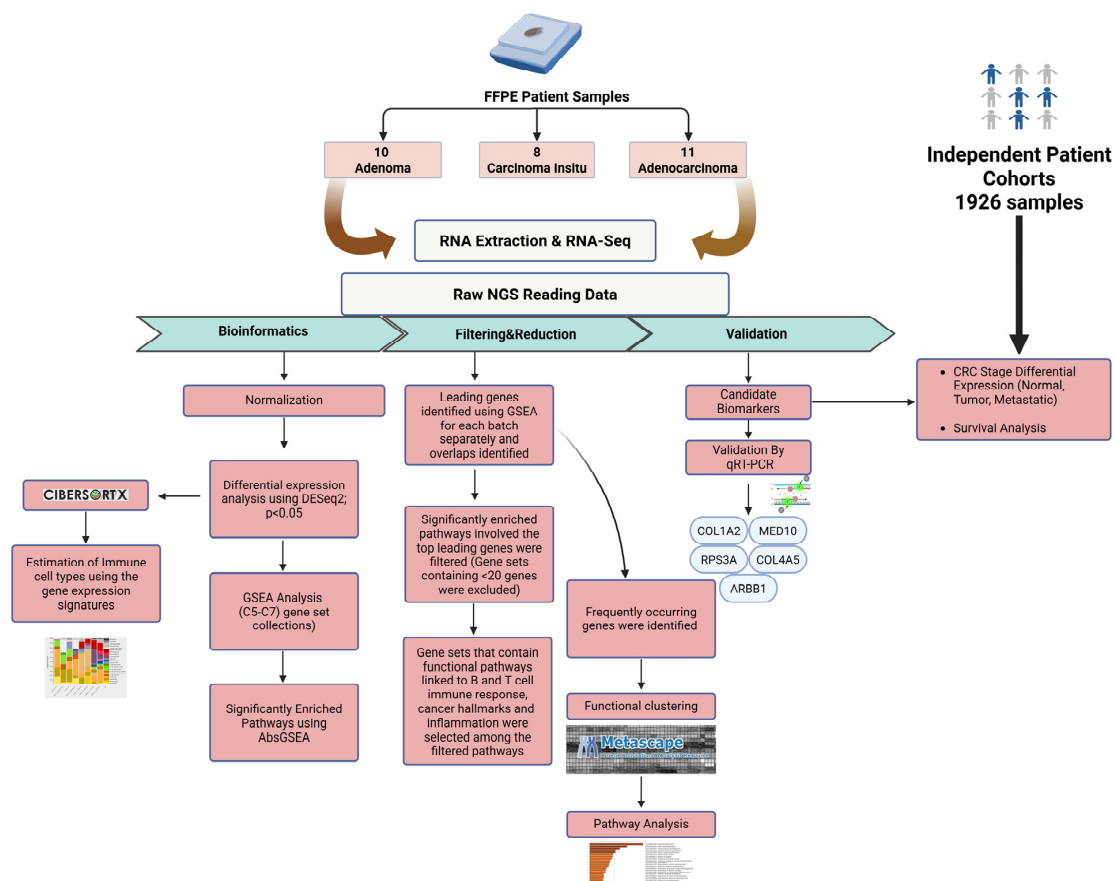 FFPE Patient Samples
10
Adenoma
8
Carcinoma Insitu
11
Adenocarcinoma
Independent Patient
Cohorts
1926 samples
RNA Extraction & RNA-Seq
Raw NGS Reading Data
Bioinformatics
Filtering&Reduction
Validation
Normalization
Differential expression
analysis using DESeq2;
p<0.05
CIBERSORTX
Estimation of Immune
cell types using the
gene expression
signatures
GSEA Analysis
(C5-C7) gene set
collections)
Significantly Enriched
Pathways using
AbsGSEA
Leading genes
identified using GSEA
for each batch
separately and
overlaps identified
Significantly enriched
pathways involved the
top leading genes were
filtered (Gene sets
containing <20 genes
were excluded)
Gene sets that contain
functional pathways
linked to B and T cell
immune response,
cancer hallmarks and
inflammation were
selected among the
filtered pathways
Frequently occurring
genes were identified
Functional clustering
Metascape
Pathway Analysis
Candidate
Biomarkers
Validation By
qRT-PCR
COL1A2
MED10
RPS3A
COL4A5
ARBB1
• CRC Stage Differential
Expression (Normal,
Tumor, Metastatic)
• Survival Analysis